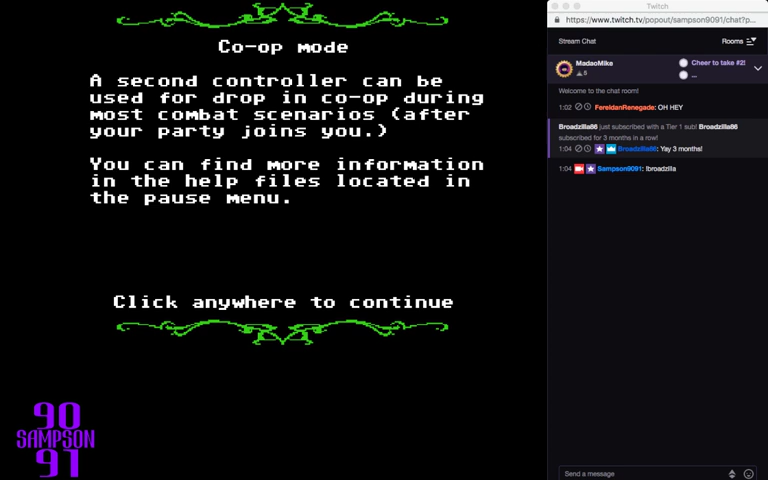 Co-op mode
A second controller can be
used for drop in co-op during
most combat scenarios (after
your party joins you.)
You can find more information
in the help files located in
the pause menu.
Click anywhere to continue
90
SAMPSON
91
Twitch
https://www.twitch.tv/popout/sampson9091/chat?p...
Stream Chat
Rooms
MadaoMike
5
Cheer to take #2!
...
Welcome to the chat room!
1:02 FereldanRenegade: OH HEY
Broadzilla86 just subscribed with a Tier 1 sub! Broadzilla86
subscribed for 3 months in a row!
1:04 Broadzilla86: Yay 3 months!
1:04 Sampson9091: !broadzilla
Send a message